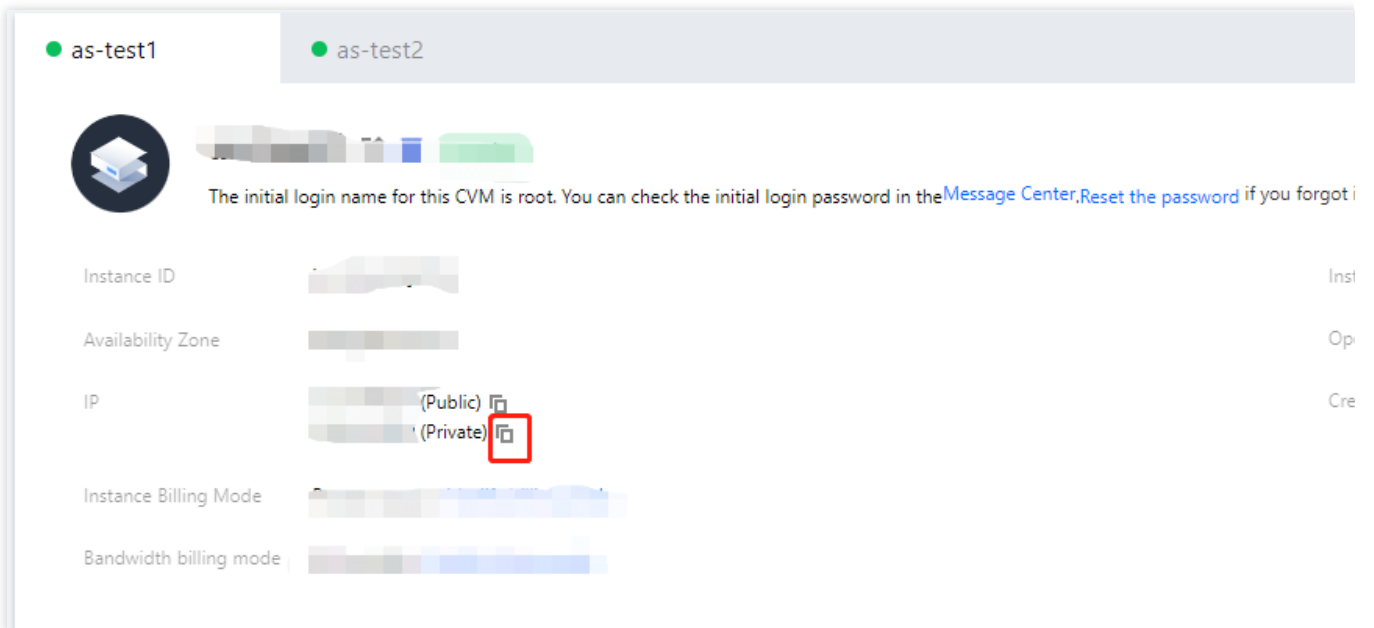 as-test1
as-test2
The initial login name for this CVM is root. You can check the initial login password in the Message Center,Reset the password if you forgot
Instance ID
Inst
Availability Zone
Op
IP
(Public)
Cre
(Private)
Instance Billing Mode
Bandwidth billing mode